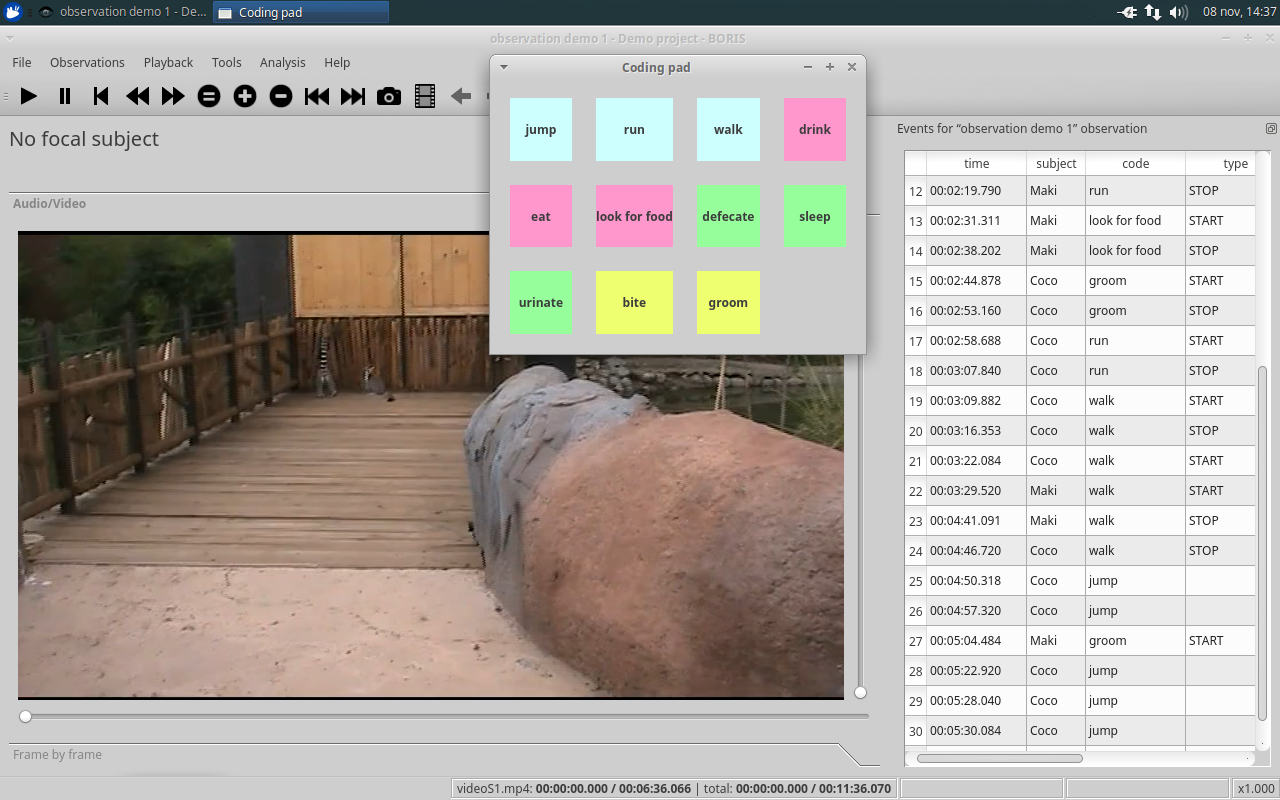 observation demo 1 - De...
Coding pad
08 nov, 14:37
observation demo 1 - Demo project - BORIS
File Observations Playback Tools Analysis Help
Coding pad
jump run walk drink
eat look for food defecate sleep
urinate bite groom
No focal subject
Audio/Video
Events for “observation demo 1” observation
time subject code type
12 00:02:19.790 Maki run STOP
13 00:02:31.311 Maki look for food START
14 00:02:38.202 Maki look for food STOP
15 00:02:44.878 Coco groom START
16 00:02:53.160 Coco groom STOP
17 00:02:58.688 Coco run START
18 00:03:07.840 Coco run STOP
19 00:03:09.882 Coco walk START
20 00:03:16.353 Coco walk STOP
21 00:03:22.084 Coco walk START
22 00:03:29.520 Maki walk START
23 00:04:41.091 Maki walk STOP
24 00:04:46.720 Coco walk STOP
25 00:04:50.318 Coco jump
26 00:04:57.320 Coco jump
27 00:05:04.484 Maki groom START
28 00:05:22.920 Coco jump
29 00:05:28.040 Coco jump
30 00:05:30.084 Coco jump
Frame by frame
videoS1.mp4: 00:00:00.000 / 00:06:36.066 | total: 00:00:00.000 / 00:11:36.070
x1.000